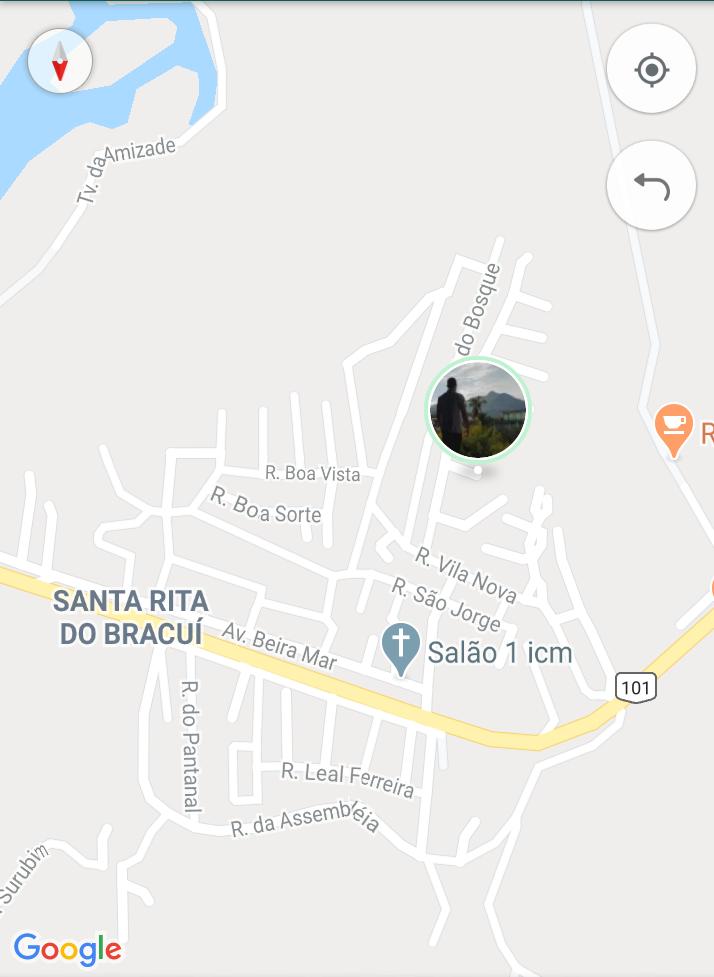 Tv. da Amizade
do Bosque
R
R. Boa Vista
R. Boa Sorte
R. Vila Nova
R. São Jorge
SANTA RITA
DO BRACUÍ
Av. Beira Mar
Salão 1 icm
101
R. do Pantanal
R. Leal Ferreira
R. da Assembléia
Surubim
Google